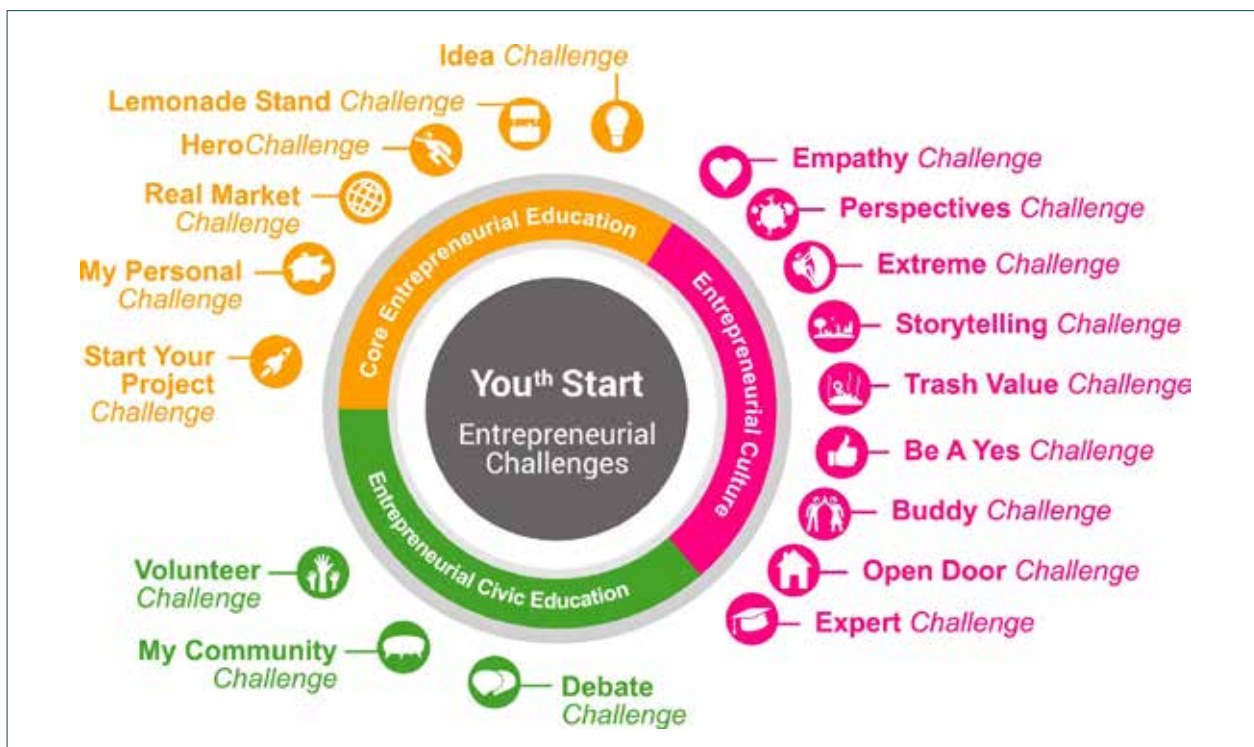 Idea Challenge
Lemonade Stand Challenge
HeroChallenge
Real Market
Challenge
My Personal
Challenge
Start Your
Project
Challenge
Empathy Challenge
Perspectives Challenge
Extreme Challenge
Storytelling Challenge
Trash Value Challenge
Be A Yes Challenge
Buddy Challenge
Open Door Challenge
Expert Challenge
Core Entrepreneurial Education
Entrepreneurial Culture
Entrepreneurial Civic Education
Youth Start
Entrepreneurial
Challenges
Volunteer
Challenge
My Community
Challenge
Debate
Challenge